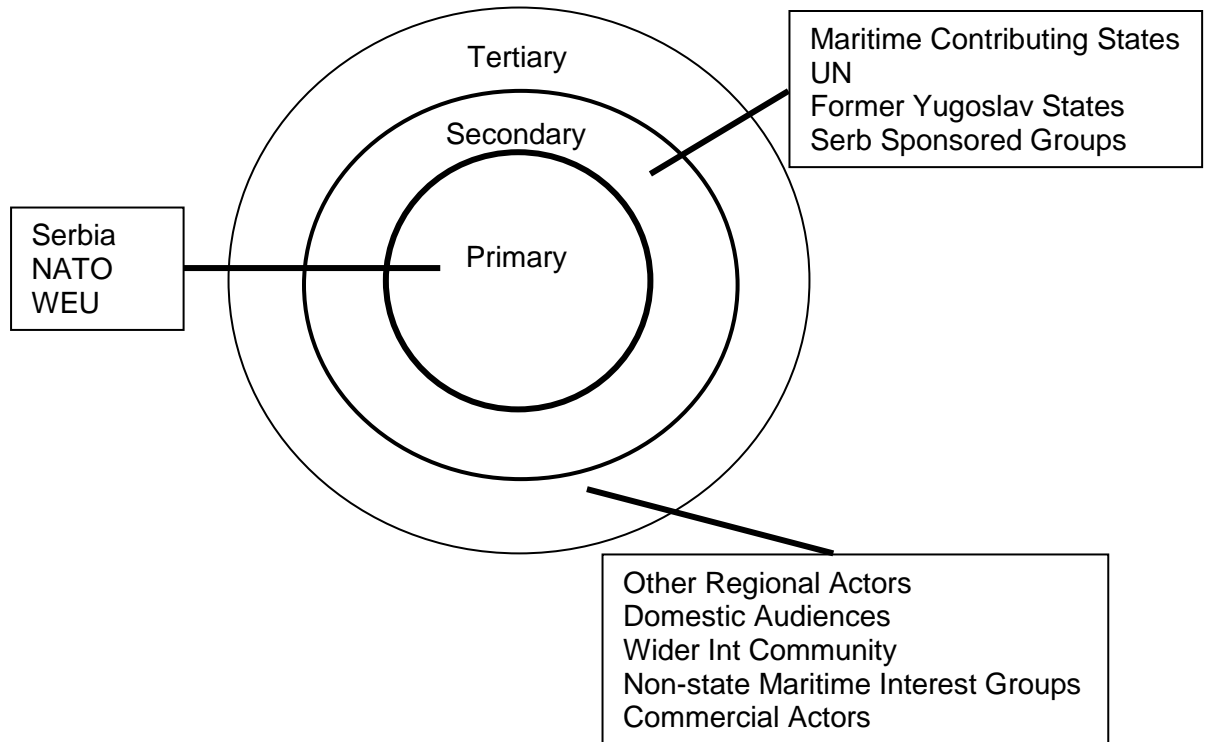 Tertiary
Secondary
Primary
Maritime Contributing States
UN
Former Yugoslav States
Serb Sponsored Groups
Serbia
NATO
WEU
Other Regional Actors
Domestic Audiences
Wider Int Community
Non-state Maritime Interest Groups
Commercial Actors